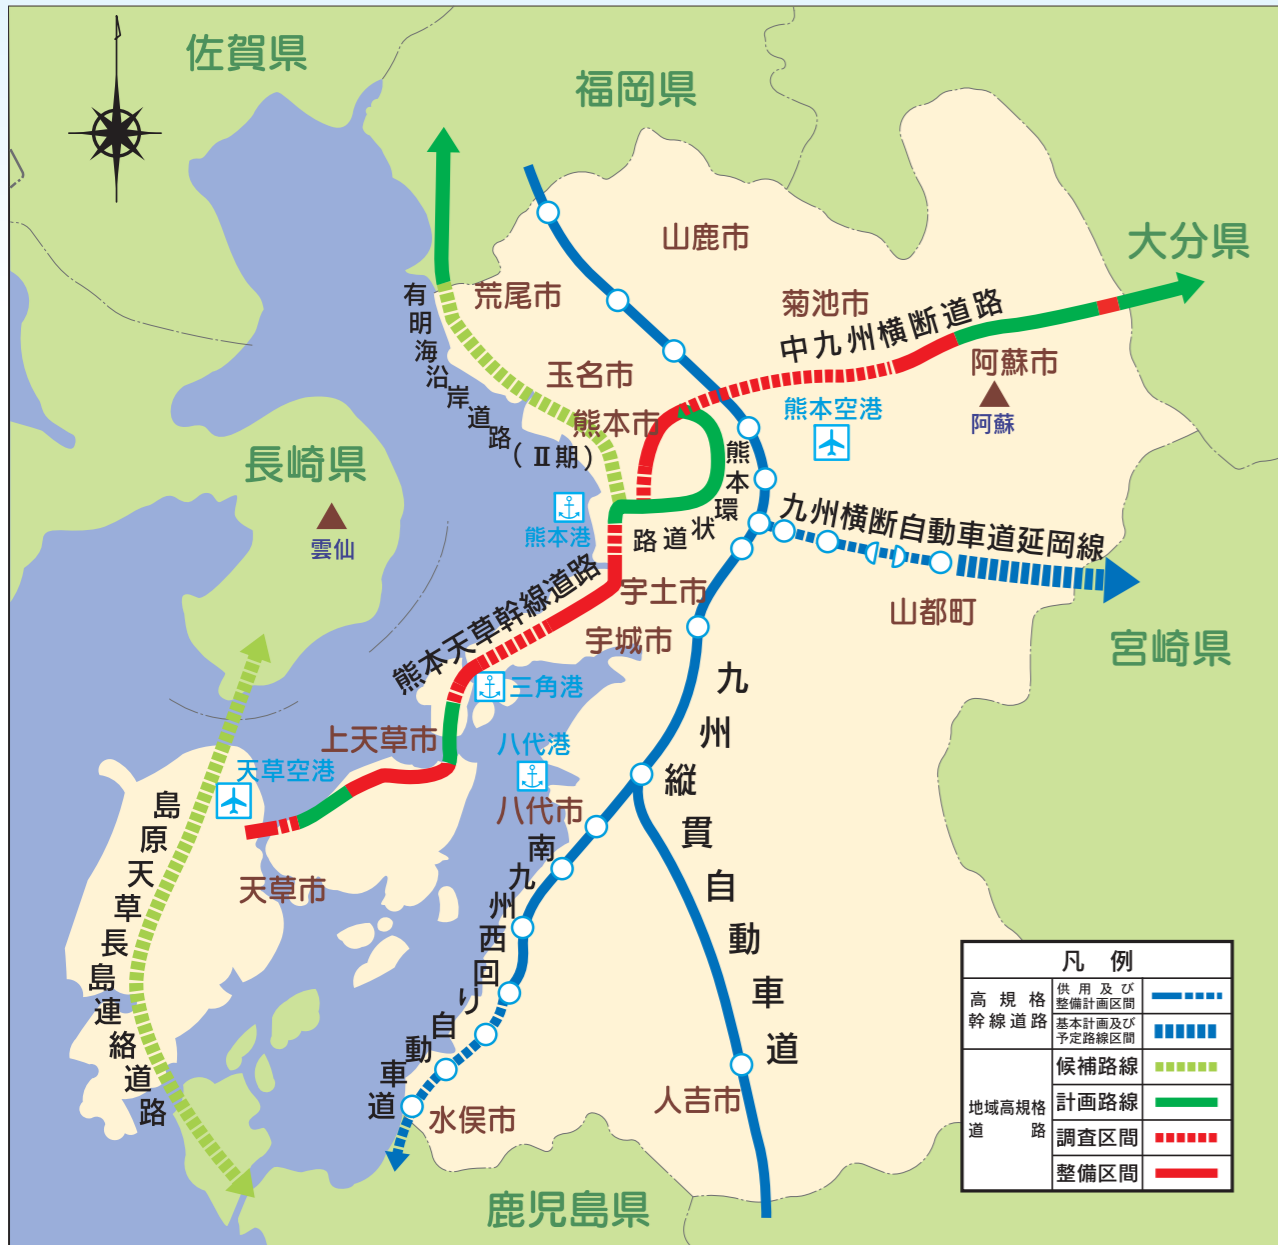 佐賀県
福岡県
大分県
長崎県
宮崎県
鹿児島県
山鹿市
菊池市
荒尾市
玉名市
熊本市
阿蘇市
阿蘇
熊本空港
中九州横断道路
有明海沿岸道路(Ⅱ期)
熊本環状道路
九州横断自動車道延岡線
雲仙
熊本港
宇土市
宇城市
山都町
熊本天草幹線道路
三角港
上天草市
八代港
八代市
天草空港
天草市
島原天草長島連絡道路
九州縦貫自動車道
南九州西回り自動車道
水俣市
人吉市
凡例
高規格
幹線道路
供用及び
整備計画区間
基本計画及び
予定路線区間
地域高規格
道路
候補路線
計画路線
調査区間
整備区間